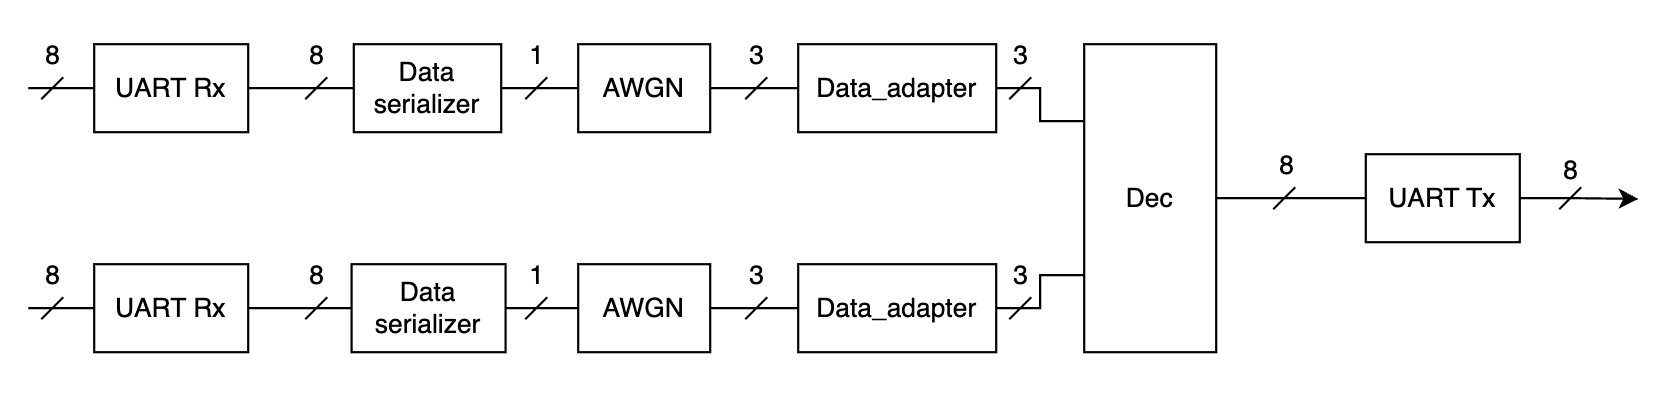 8
8
1
3
3
UART Rx
Data
serializer
AWGN
Data_adapter
Dec
8
8
UART Tx
8
8
1
3
3
UART Rx
Data
serializer
AWGN
Data_adapter